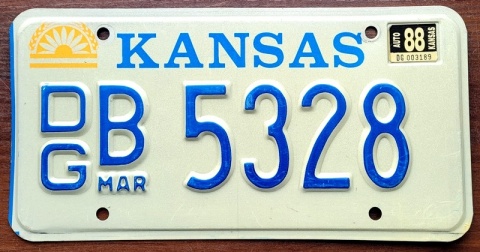 KANSAS
AUTO 88 KANSAS
DG 003189
DG B MAR 5328